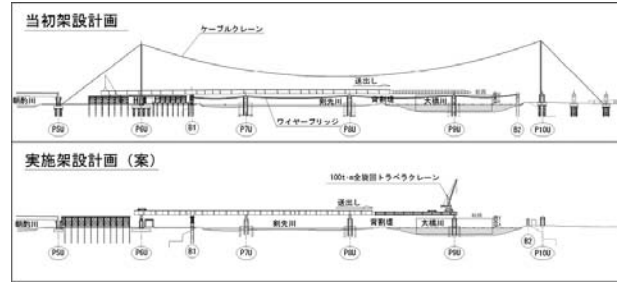 当初架設計画
ケーブルクレーン
送出し
朝酌川
剣先川
背割堤
大橋川
ワイヤーブリッジ
P5U
P6U
B1
P7U
P8U
P9U
B2
P10U
実施架設計画(案)
100t·m全旋回トラベラクレーン
送出し
朝酌川
剣先川
背割堤
大橋川
P5U
P6U
B1
P7U
P8U
P9U
B2
P10U